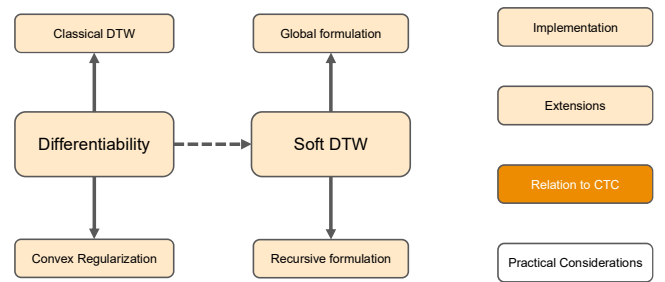 Classical DTW
Global formulation
Implementation
Extensions
Differentiability
Soft DTW
Relation to CTC
Convex Regularization
Recursive formulation
Practical Considerations